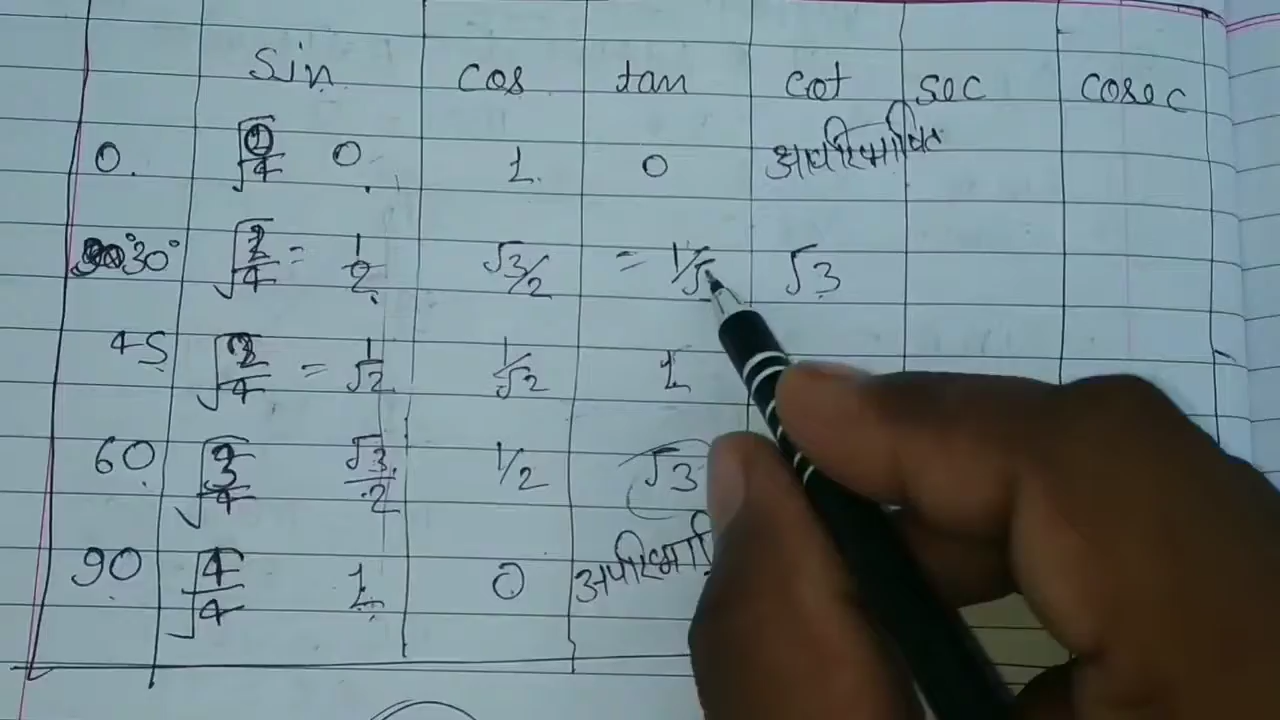 sin cos tan cot sec cosec
0. √0/4 0 1 0 अपरिभाषित
30° √1/4 = 1/2 √3/2 = 1/√3 √3
45 √2/4 = 1/√2 1/√2 1
60 √3/4 √3/2 1/2 √3
90 √4/4 1 0